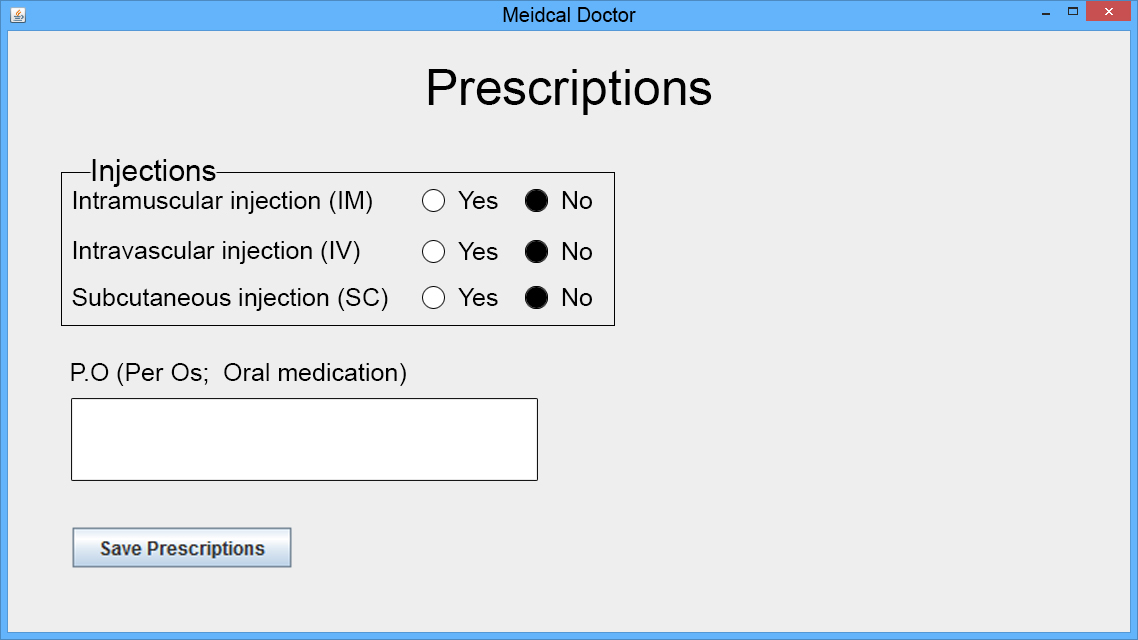 Meidcal Doctor
Prescriptions
Injections
Intramuscular injection (IM) Yes No
Intravascular injection (IV) Yes No
Subcutaneous injection (SC) Yes No
P.O (Per Os;  Oral medication)
Save Prescriptions